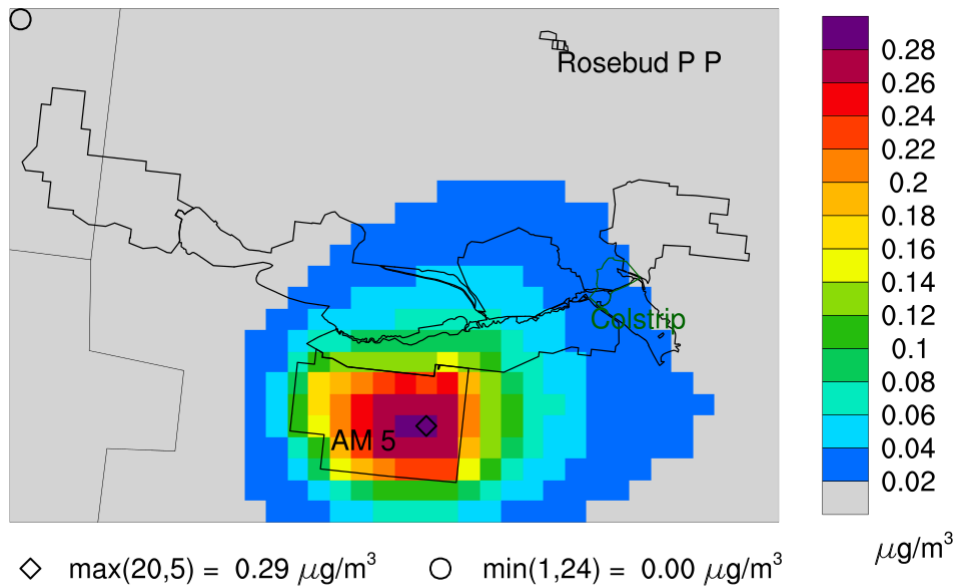 Rosebud P P
Colstrip
AM 5
0.28
0.26
0.24
0.22
0.2
0.18
0.16
0.14
0.12
0.1
0.08
0.06
0.04
0.02
μg/m³
max(20,5) = 0.29 μg/m³
min(1,24) = 0.00 μg/m³